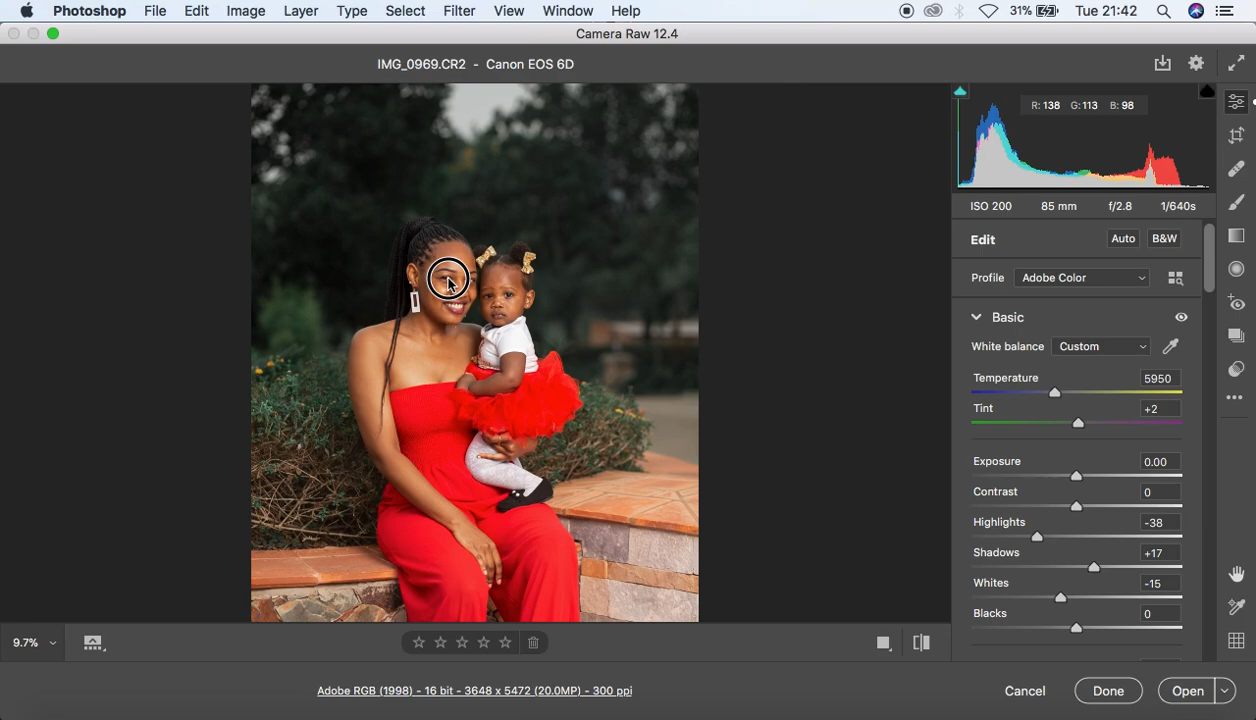 Photoshop File Edit Image Layer Type Select Filter View Window Help 31% Tue 21:42
Camera Raw 12.4
IMG_0969.CR2 - Canon EOS 6D
R: 138 G: 113 B: 98
ISO 200 85 mm f/2.8 1/640s
Edit Auto B&W
Profile Adobe Color
Basic
White balance Custom
Temperature 5950
Tint +2
Exposure 0.00
Contrast 0
Highlights -38
Shadows +17
Whites -15
Blacks 0
9.7%
Adobe RGB (1998) - 16 bit - 3648 x 5472 (20.0MP) - 300 ppi
Cancel Done Open